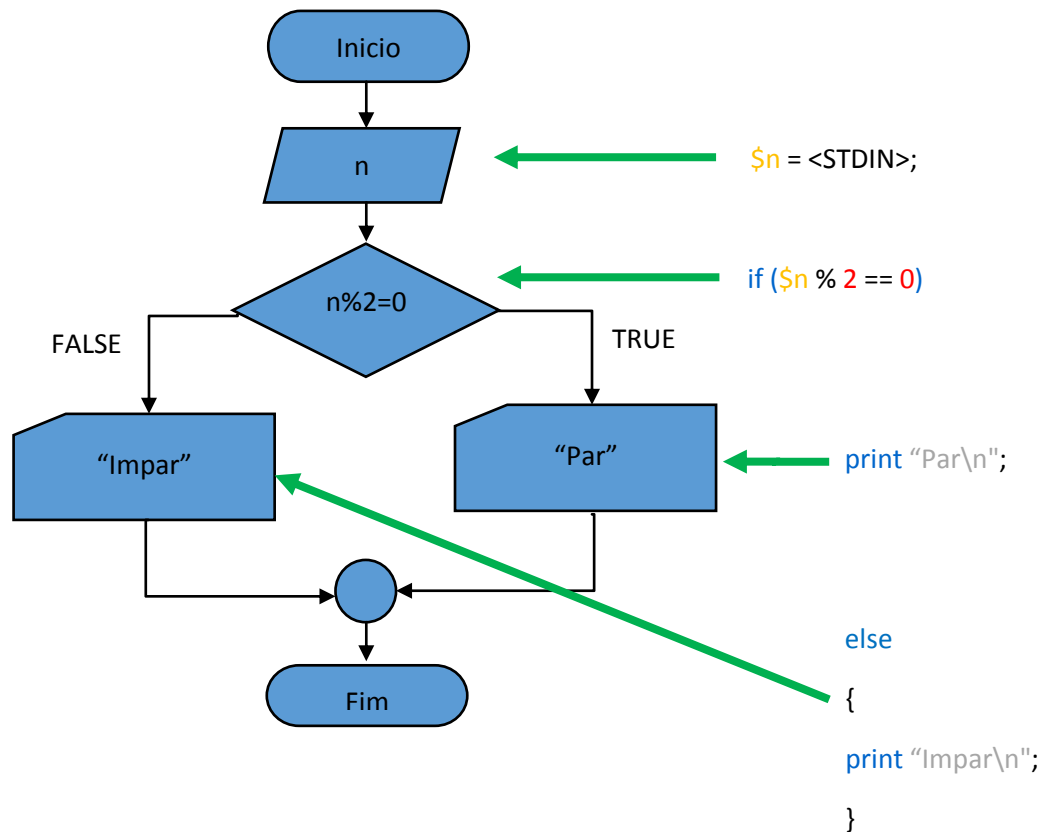 Inicio
n
$n = <STDIN>;
n%2=0
if ($n % 2 == 0)
FALSE
TRUE
“Impar”
“Par”
print “Par\n";
else
{
Fim
print “Impar\n";
}